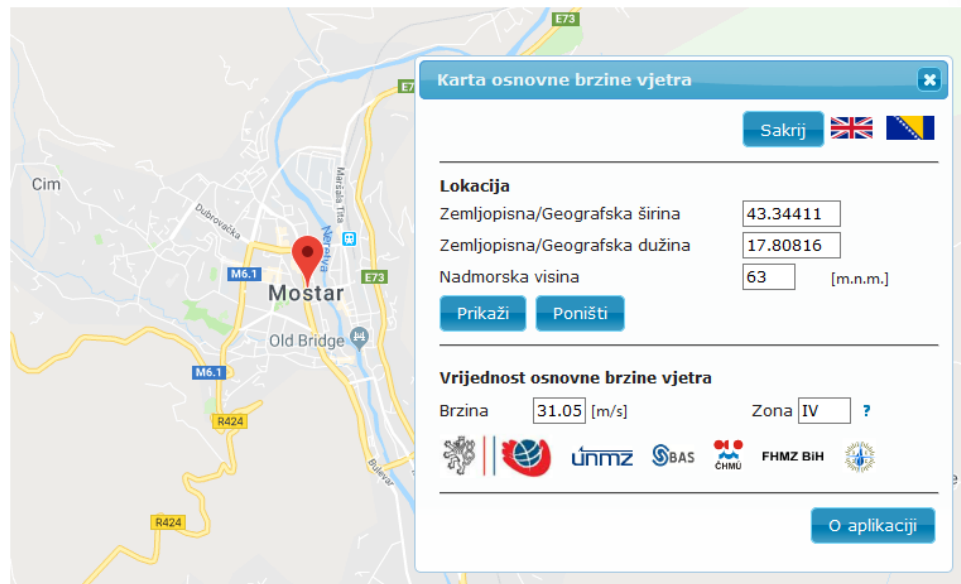 E73
E7
Karta osnovne brzine vjetra
Sakrij
Cim
Maršala Tita
Dubrovačka
Neretva
M6.1
E73
Mostar
Old Bridge
M6.1
R424
Bulevar
R424
Lokacija
Zemljopisna/Geografska širina 43.34411
Zemljopisna/Geografska dužina 17.80816
Nadmorska visina 63 [m.n.m.]
Prikaži Poništi
Vrijednost osnovne brzine vjetra
Brzina 31.05 [m/s] Zona IV ?
únmz SBAS ČHMÚ FHMZ BiH
O aplikaciji
e